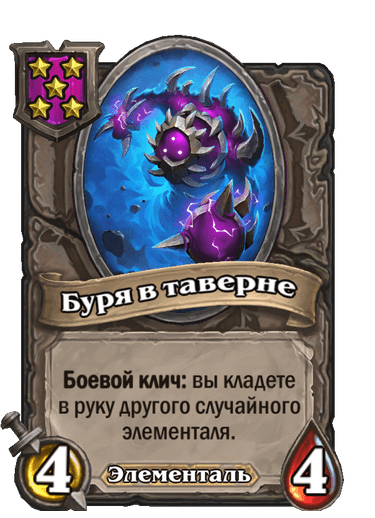 Буря в таверне
Боевой клич: вы кладете
в руку другого случайного
элементаля.
4
Элементаль
4